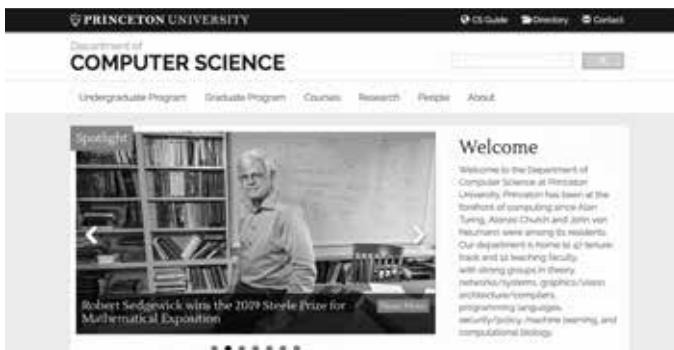 PRINCETON UNIVERSITY
CS Guide Directory Contact
Department of
COMPUTER SCIENCE
Undergraduate Program Graduate Program Courses Research People About
Spotlight
Robert Sedgewick wins the 2019 Steele Prize for
Mathematical Exposition
Read More
Welcome
Welcome to the Department of
Computer Science at Princeton
University. Princeton has been at the
forefront of computing since Alan
Turing, Alonzo Church and John von
Neumann were among its residents.
Our department is home to 47 tenure
track and 12 teaching faculty,
with strong groups in theory,
networks/systems, graphics/vision
architecture/compilers,
programming languages,
security/policy, machine learning, and
computational biology.